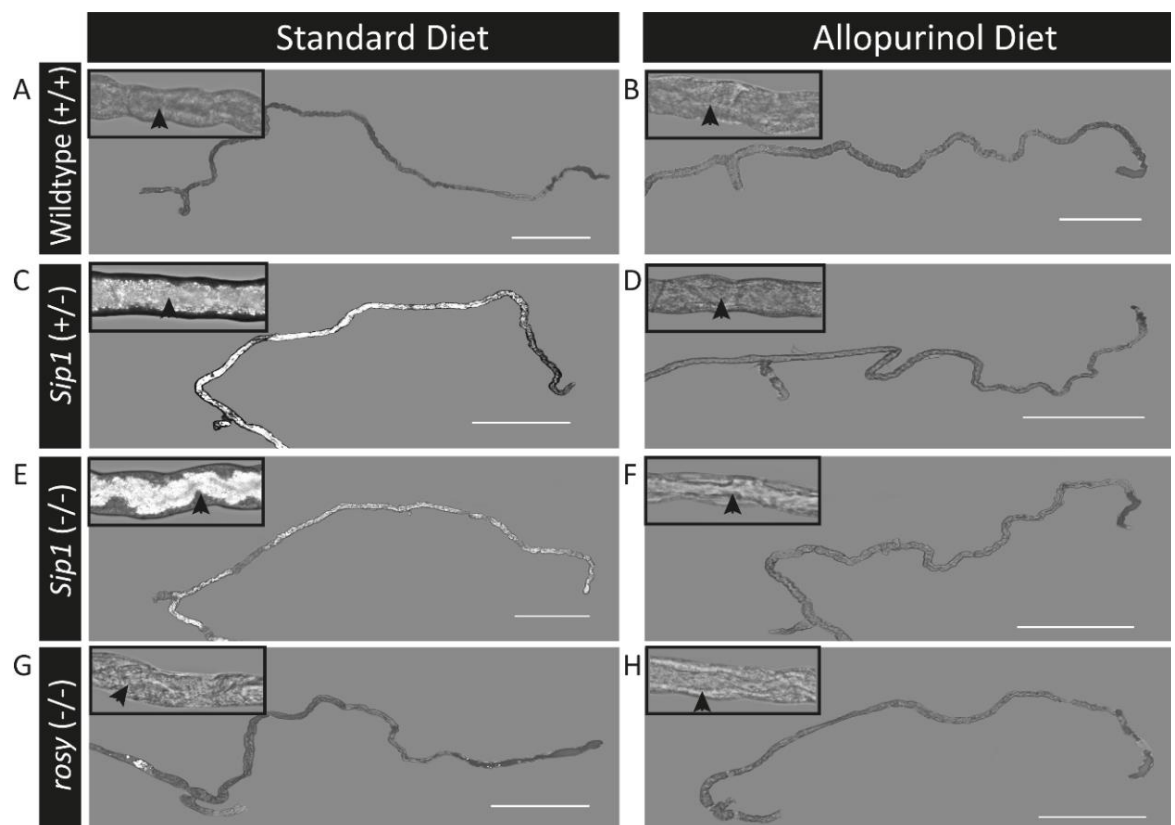 Standard Diet
Allopurinol Diet
Wildtype (+/+)
A
B
Sip1 (+/-)
C
D
Sip1 (-/-)
E
F
rosy (-/-)
G
H